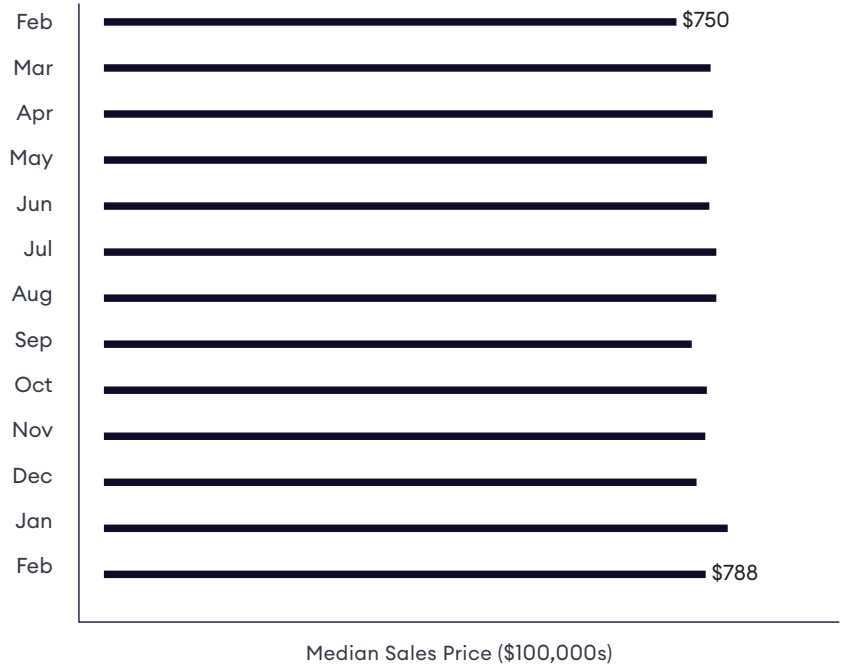 Feb $750
Mar
Apr
May
Jun
Jul
Aug
Sep
Oct
Nov
Dec
Jan
Feb $788
Median Sales Price ($100,000s)